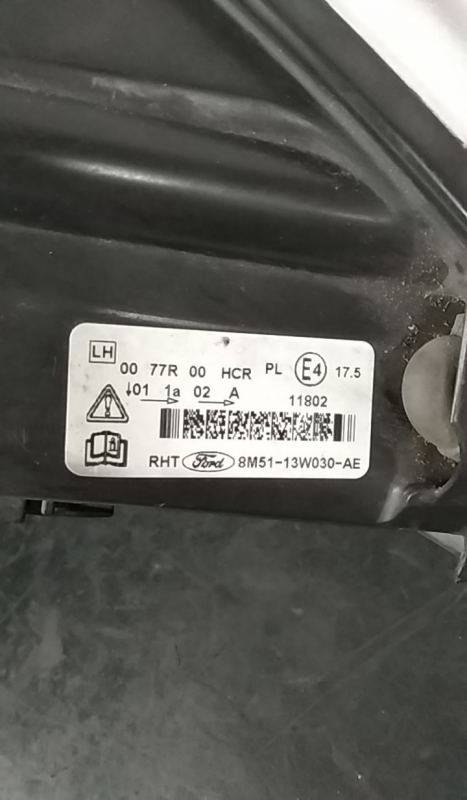 LH
00 77R 00 HCR PL E4 17.5
↓01 1a 02 A 11802
RHT Ford 8M51-13W030-AE